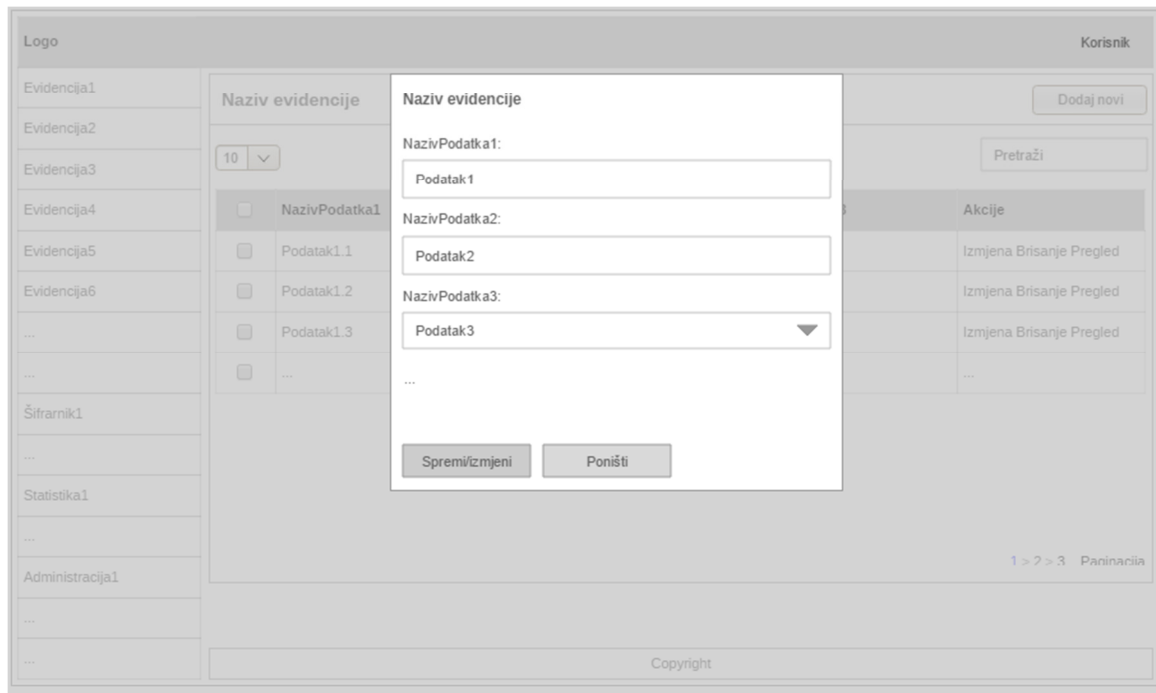 Logo
Korisnik
Evidencija1
Evidencija2
Evidencija3
Evidencija4
Evidencija5
Evidencija6
...
...
Šifrarnik1
...
Statistika1
...
Administracija1
...
...
Naziv evidencije
Dodaj novi
10
Pretraži
NazivPodatka1
Akcije
Podatak1.1
Izmjena Brisanje Pregled
Podatak1.2
Izmjena Brisanje Pregled
Podatak1.3
Izmjena Brisanje Pregled
...
...
1 > 2 > 3 Paginacija
Copyright
Naziv evidencije
NazivPodatka1:
Podatak1
NazivPodatka2:
Podatak2
NazivPodatka3:
Podatak3
...
Spremi/izmjeni
Poništi